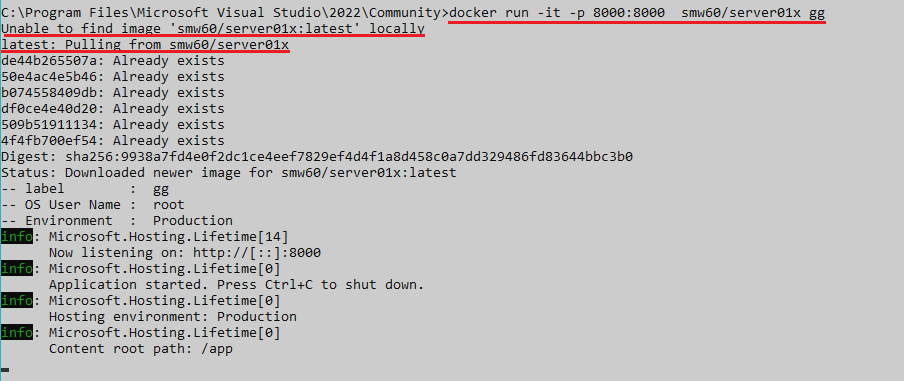 C:\Program Files\Microsoft Visual Studio\2022\Community>docker run -it -p 8000:8000  smw60/server01x gg
Unable to find image 'smw60/server01x:latest' locally
latest: Pulling from smw60/server01x
de44b265507a: Already exists
50e4ac4e5b46: Already exists
b074558409db: Already exists
df0ce4e40d20: Already exists
509b51911134: Already exists
4f4fb700ef54: Already exists
Digest: sha256:9938a7fd4e0f2dc1ce4eef7829ef4d4f1a8d458c0a7dd329486fd83644bbc3b0
Status: Downloaded newer image for smw60/server01x:latest
-- label        :  gg
-- OS User Name :  root
-- Environment  :  Production
info: Microsoft.Hosting.Lifetime[14]
      Now listening on: http://[::]:8000
info: Microsoft.Hosting.Lifetime[0]
      Application started. Press Ctrl+C to shut down.
info: Microsoft.Hosting.Lifetime[0]
      Hosting environment: Production
info: Microsoft.Hosting.Lifetime[0]
      Content root path: /app